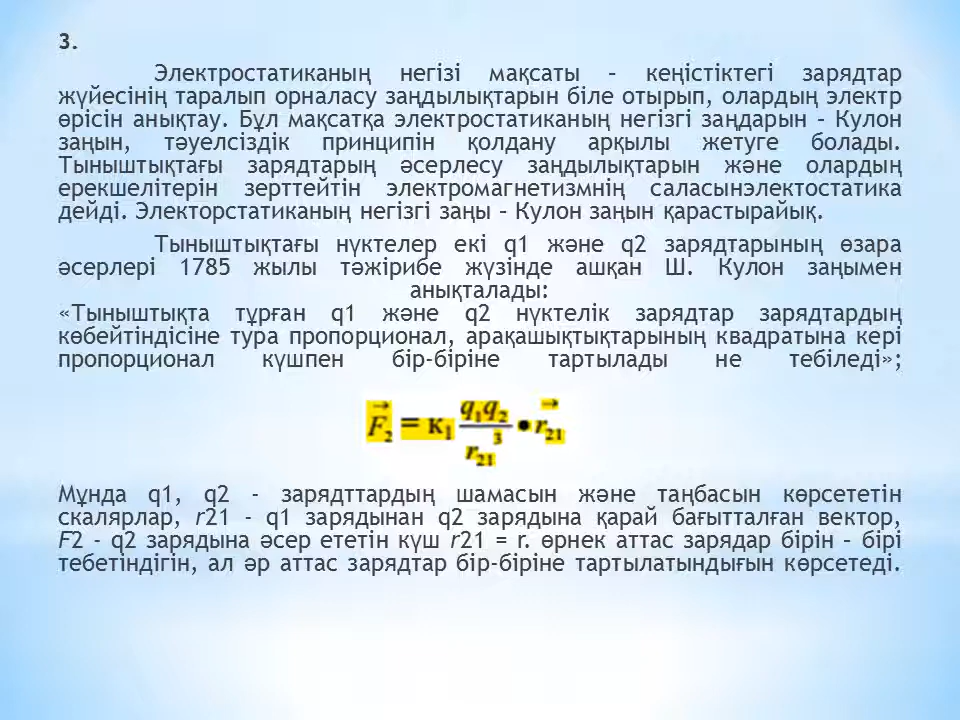 3.
Электростатиканың негізі мақсаты – кеңістіктегі зарядтар
жүйесінің таралып орналасу заңдылықтарын біле отырып, олардың электр
өрісін анықтау. Бұл мақсатқа электростатиканың негізгі заңдарын – Кулон
заңын, тәуелсіздік принципін қолдану арқылы жетуге болады.
Тыныштықтағы зарядтарың әсерлесу заңдылықтарын және олардың
ерекшелітерін зерттейтін электромагнетизмнің саласынэлектостатика
дейді. Электорстатиканың негізгі заңы – Кулон заңын қарастырайық.
Тыныштықтағы нүктелер екі q1 және q2 зарядтарының өзара
әсерлері 1785 жылы тәжірибе жүзінде ашқан Ш. Кулон заңымен
анықталады:
«Тыныштықта тұрған q1 және q2 нүктелік зарядтар зарядтардың
көбейтіндісіне тура пропорционал, арақашықтықтарының квадратына кері
пропорционал күшпен бір-біріне тартылады не тебіледі»;
F⃗₂ = к₁ q₁q₂ / r₂₁³ • r⃗₂₁
Мұнда q1, q2 - зарядттардың шамасын және таңбасын көрсететін
скалярлар, r21 - q1 зарядынан q2 зарядына қарай бағытталған вектор,
F2 - q2 зарядына әсер ететін күш r21 = r. өрнек аттас зарядар бірін – бірі
тебетіндігін, ал әр аттас зарядтар бір-біріне тартылатындығын көрсетеді.